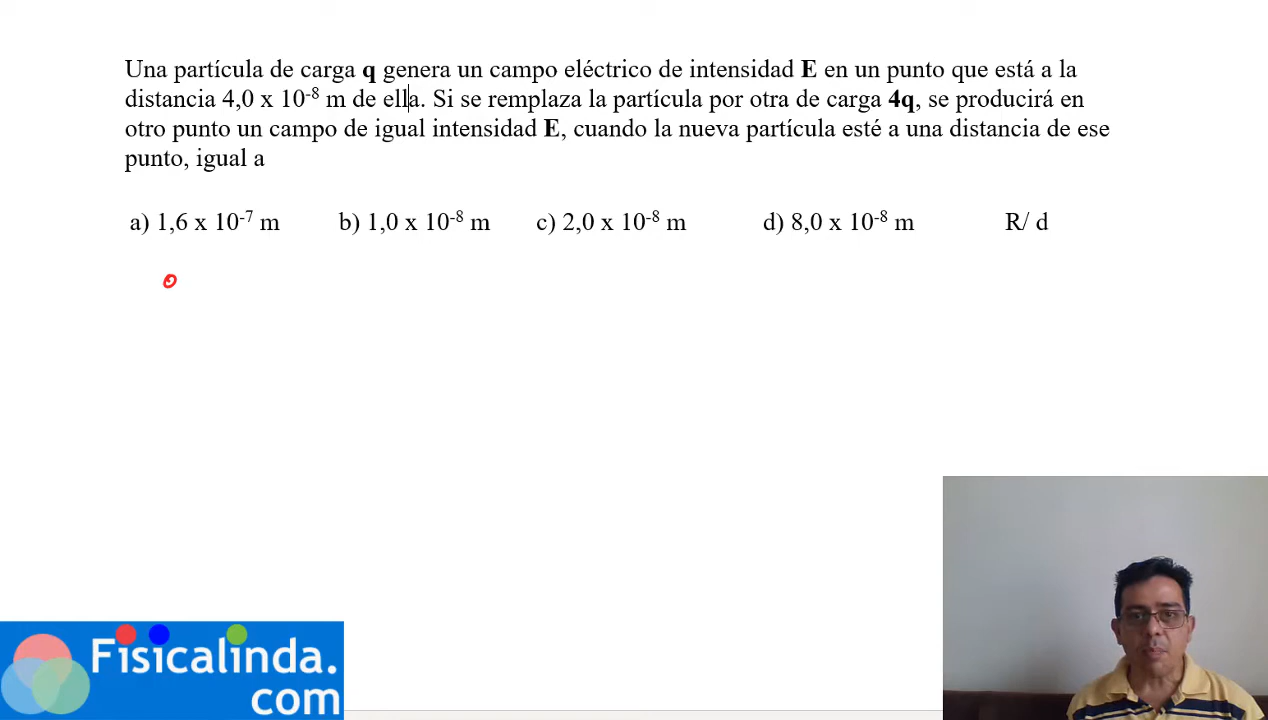 Una partícula de carga q genera un campo eléctrico de intensidad E en un punto que está a la
distancia 4,0 x 10⁻⁸ m de ella. Si se remplaza la partícula por otra de carga 4q, se producirá en
otro punto un campo de igual intensidad E, cuando la nueva partícula esté a una distancia de ese
punto, igual a
a) 1,6 x 10⁻⁷ m b) 1,0 x 10⁻⁸ m c) 2,0 x 10⁻⁸ m d) 8,0 x 10⁻⁸ m R/ d
Fisicalinda.
com